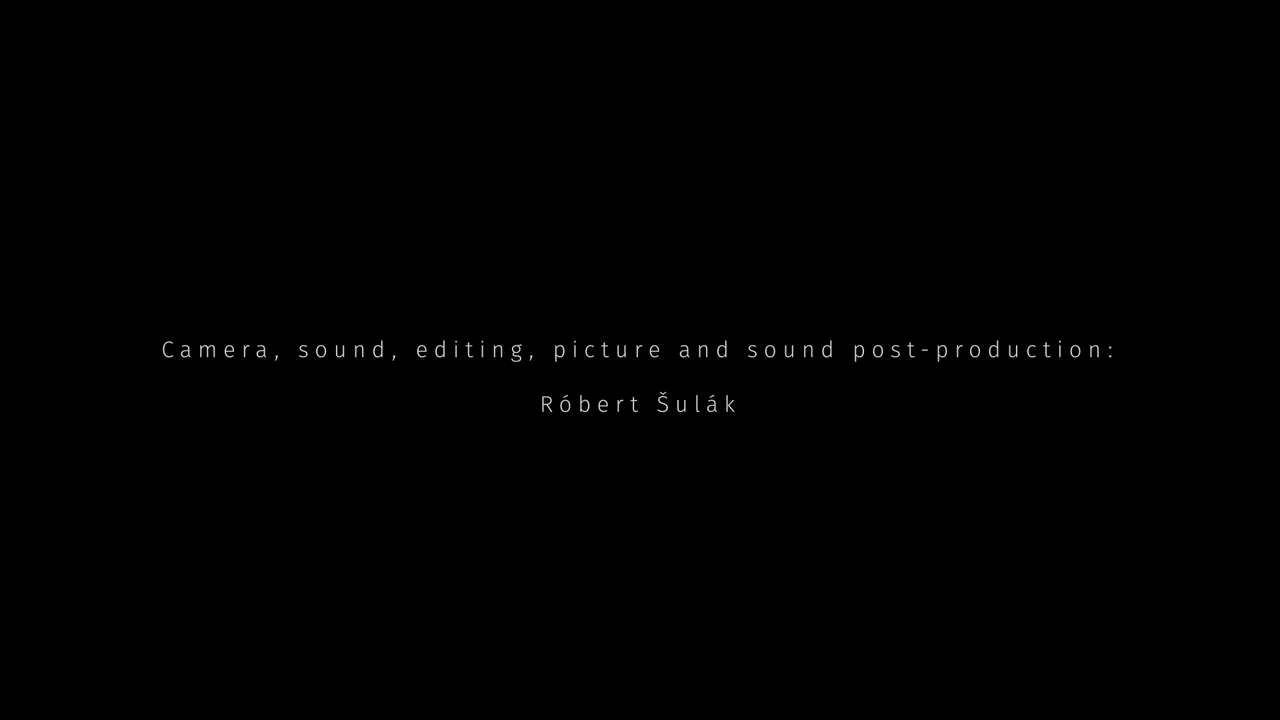 Camera, sound, editing, picture and sound post-production:
Róbert Šulák